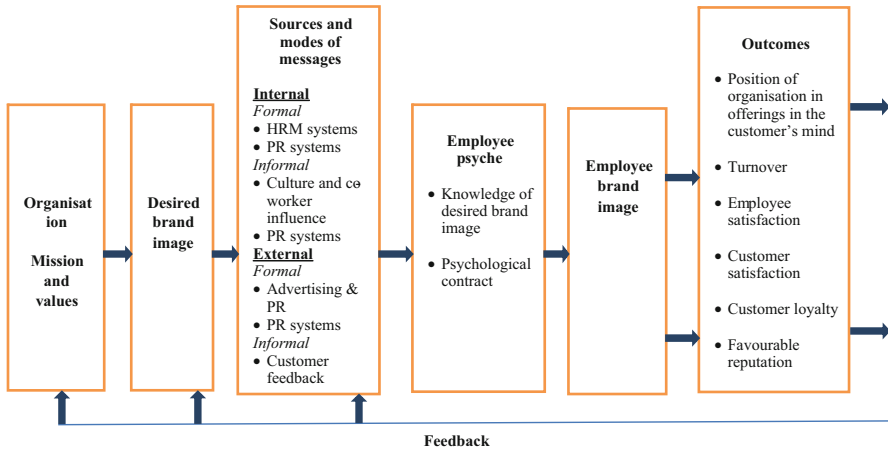 Organisat
ion
Mission
and
values
Desired
brand
image
Sources and
modes of
messages
Internal
Formal
• HRM systems
• PR systems
Informal
• Culture and co-
worker
influence
• PR systems
External
Formal
• Advertising &
PR
• PR systems
Informal
• Customer
feedback
Employee
psyche
• Knowledge of
desired brand
image
• Psychological
contract
Employee
brand
image
Outcomes
• Position of
organisation in
offerings in the
customer's mind
• Turnover
• Employee
satisfaction
• Customer
satisfaction
• Customer loyalty
• Favourable
reputation
Feedback